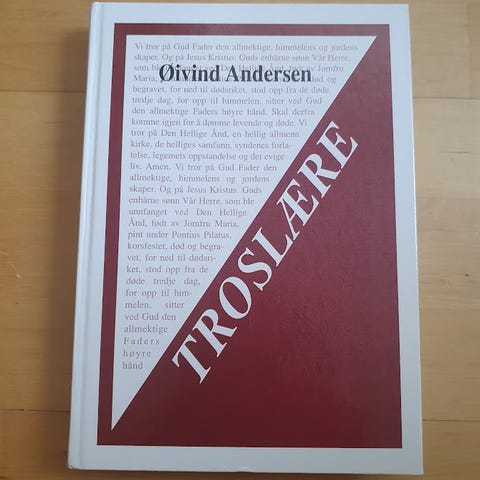 Vi tror på Gud Fader den allmektige, himmelens og jordens
skaper. Og på Jesus Kristus. Guds enbårne sønn Vår Herre,
som ble ved Den Hellige Ånd, født av Jomfru
Øivind Andersen
Maria, død og
begravet, for ned til dødsriket, stod opp fra de døde
tredje dag, for opp til himmelen, sitter ved Gud
den allmektige Faders høyre hånd. Skal derfra
komme igjen for å dømme levende og døde. Vi
tror på Den Hellige Ånd, en hellig allmenn
kirke, de helliges samfunn, syndenes forla-
telse, legemets oppstandelse og det evige
liv. Amen. Vi tror på Gud Fader den
allmektige, himmelens og jordens
skaper. Og på Jesus Kristus. Guds
enbårne sønn Vår Herre, som ble
unnfanget ved Den Hellige
Ånd, født av Jomfru Maria,
pint under Pontius Pilatus,
korsfestet, død og begra-
vet, for ned til dødsri-
ket, stod opp fra de
døde tredje dag,
for opp til him-
melen, sitter
ved Gud den
allmektige
Faders
høyre
hånd
TROSLÆRE